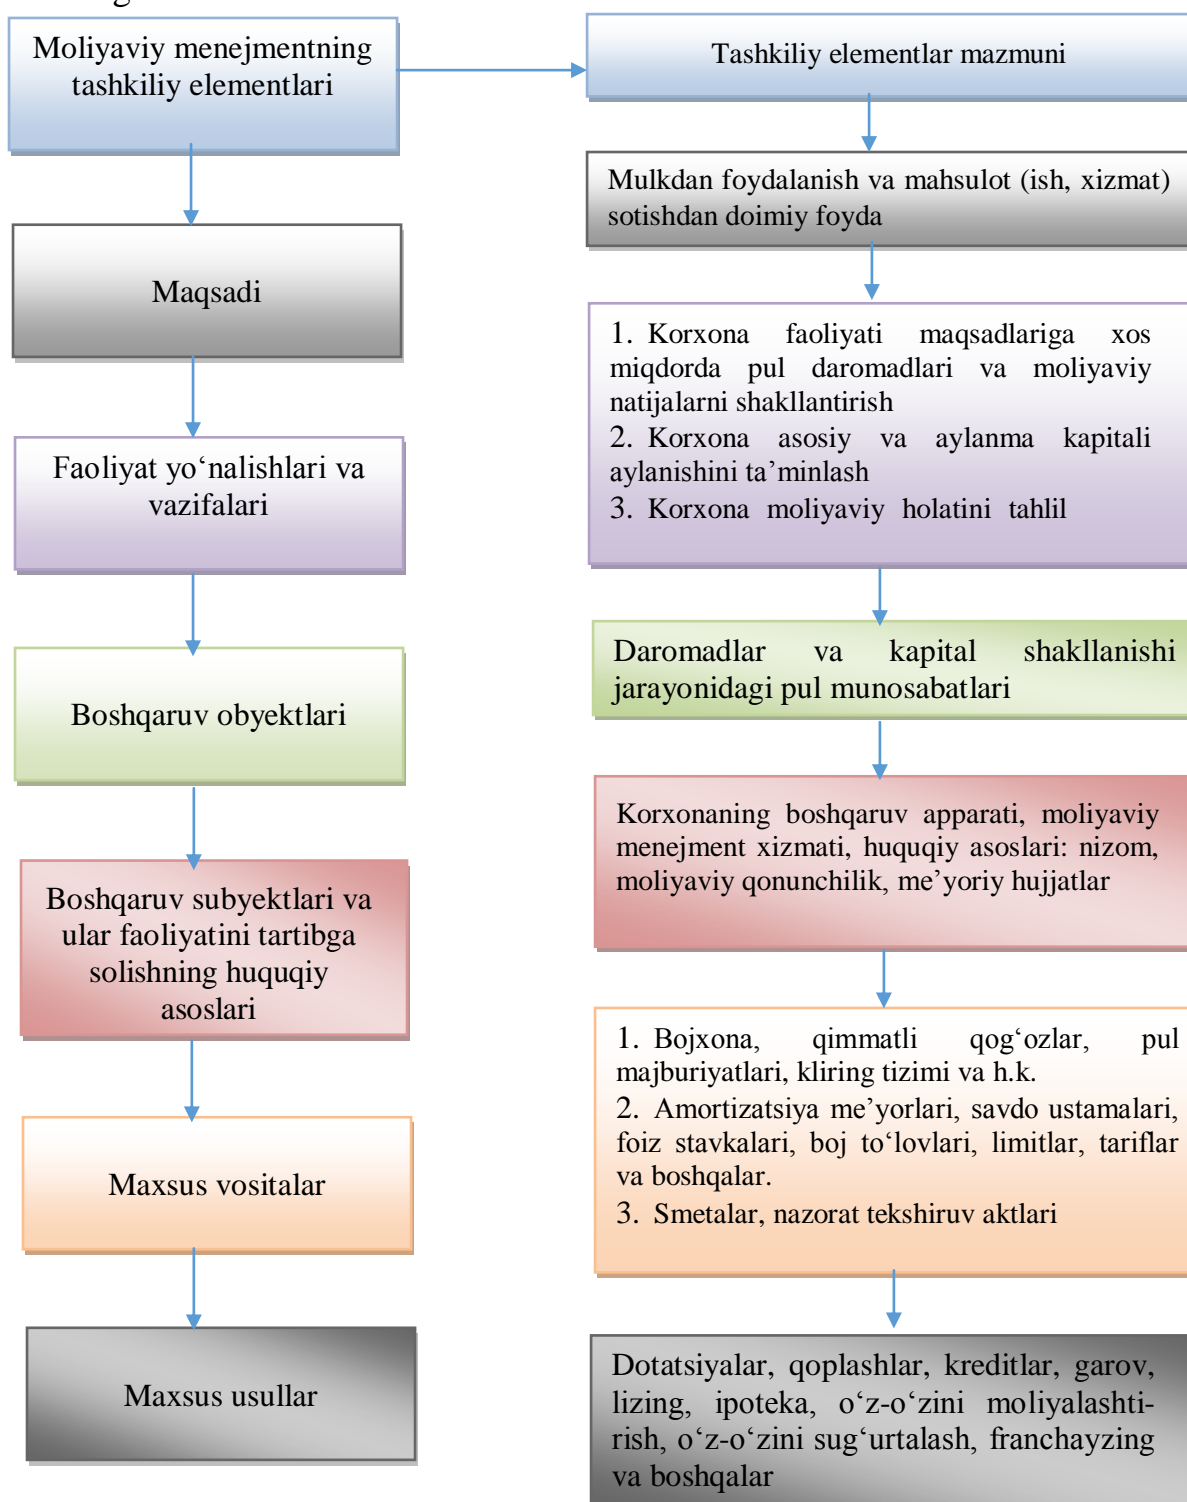 Moliyaviy menejmentning
tashkiliy elementlari
Maqsadi
Faoliyat yo‘nalishlari va
vazifalari
Boshqaruv obyektlari
Boshqaruv subyektlari va
ular faoliyatini tartibga
solishning huquqiy
asoslari
Maxsus vositalar
Maxsus usullar
Tashkiliy elementlar mazmuni
Mulkdan foydalanish va mahsulot (ish, xizmat)
sotishdan doimiy foyda
1. Korxona faoliyati maqsadlariga xos
miqdorda pul daromadlari va moliyaviy
natijalarni shakllantirish
2. Korxona asosiy va aylanma kapitali
aylanishini ta’minlash
3. Korxona moliyaviy holatini tahlil
Daromadlar va kapital shakllanishi
jarayonidagi pul munosabatlari
Korxonaning boshqaruv apparati, moliyaviy
menejment xizmati, huquqiy asoslari: nizom,
moliyaviy qonunchilik, me’yoriy hujjatlar
1. Bojxona, qimmatli qog‘ozlar, pul
majburiyatlari, kliring tizimi va h.k.
2. Amortizatsiya me’yorlari, savdo ustamalari,
foiz stavkalari, boj to‘lovlari, limitlar, tariflar
va boshqalar.
3. Smetalar, nazorat tekshiruv aktlari
Dotatsiyalar, qoplashlar, kreditlar, garov,
lizing, ipoteka, o‘z-o‘zini moliyalashti-
rish, o‘z-o‘zini sug‘urtalash, franchayzing
va boshqalar